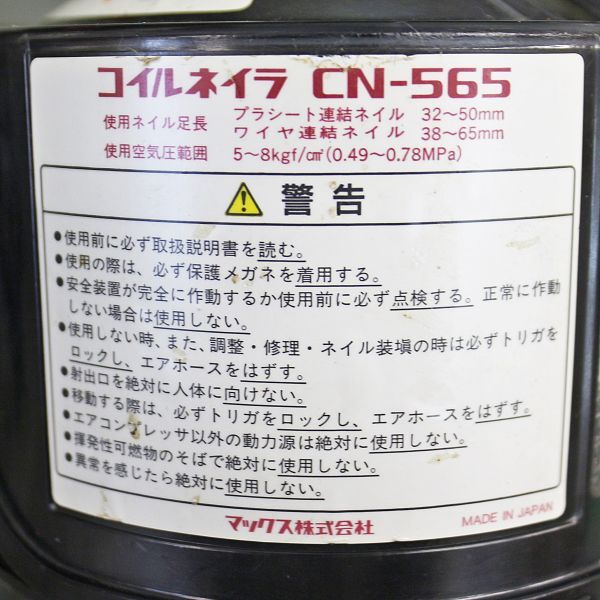 コイルネイラ CN-565
使用ネイル足長 プラシート連結ネイル 32〜50mm
ワイヤ連結ネイル 38〜65mm
使用空気圧範囲 5〜8kgf/c㎡(0.49〜0.78MPa)
警告
●使用前に必ず取扱説明書を読む。
●使用の際は、必ず保護メガネを着用する。
●安全装置が完全に作動するか使用前に必ず点検する。正常に作動
しない場合は使用しない。
●使用しない時、また、調整・修理・ネイル装塡の時は必ずトリガを
ロックし、エアホースをはずす。
●射出口を絶対に人体に向けない。
●移動する際は、必ずトリガをロックし、エアホースをはずす。
●エアコンプレッサ以外の動力源は絶対に使用しない。
●揮発性可燃物のそばで絶対に使用しない。
●異常を感じたら絶対に使用しない。
マックス株式会社
MADE IN JAPAN